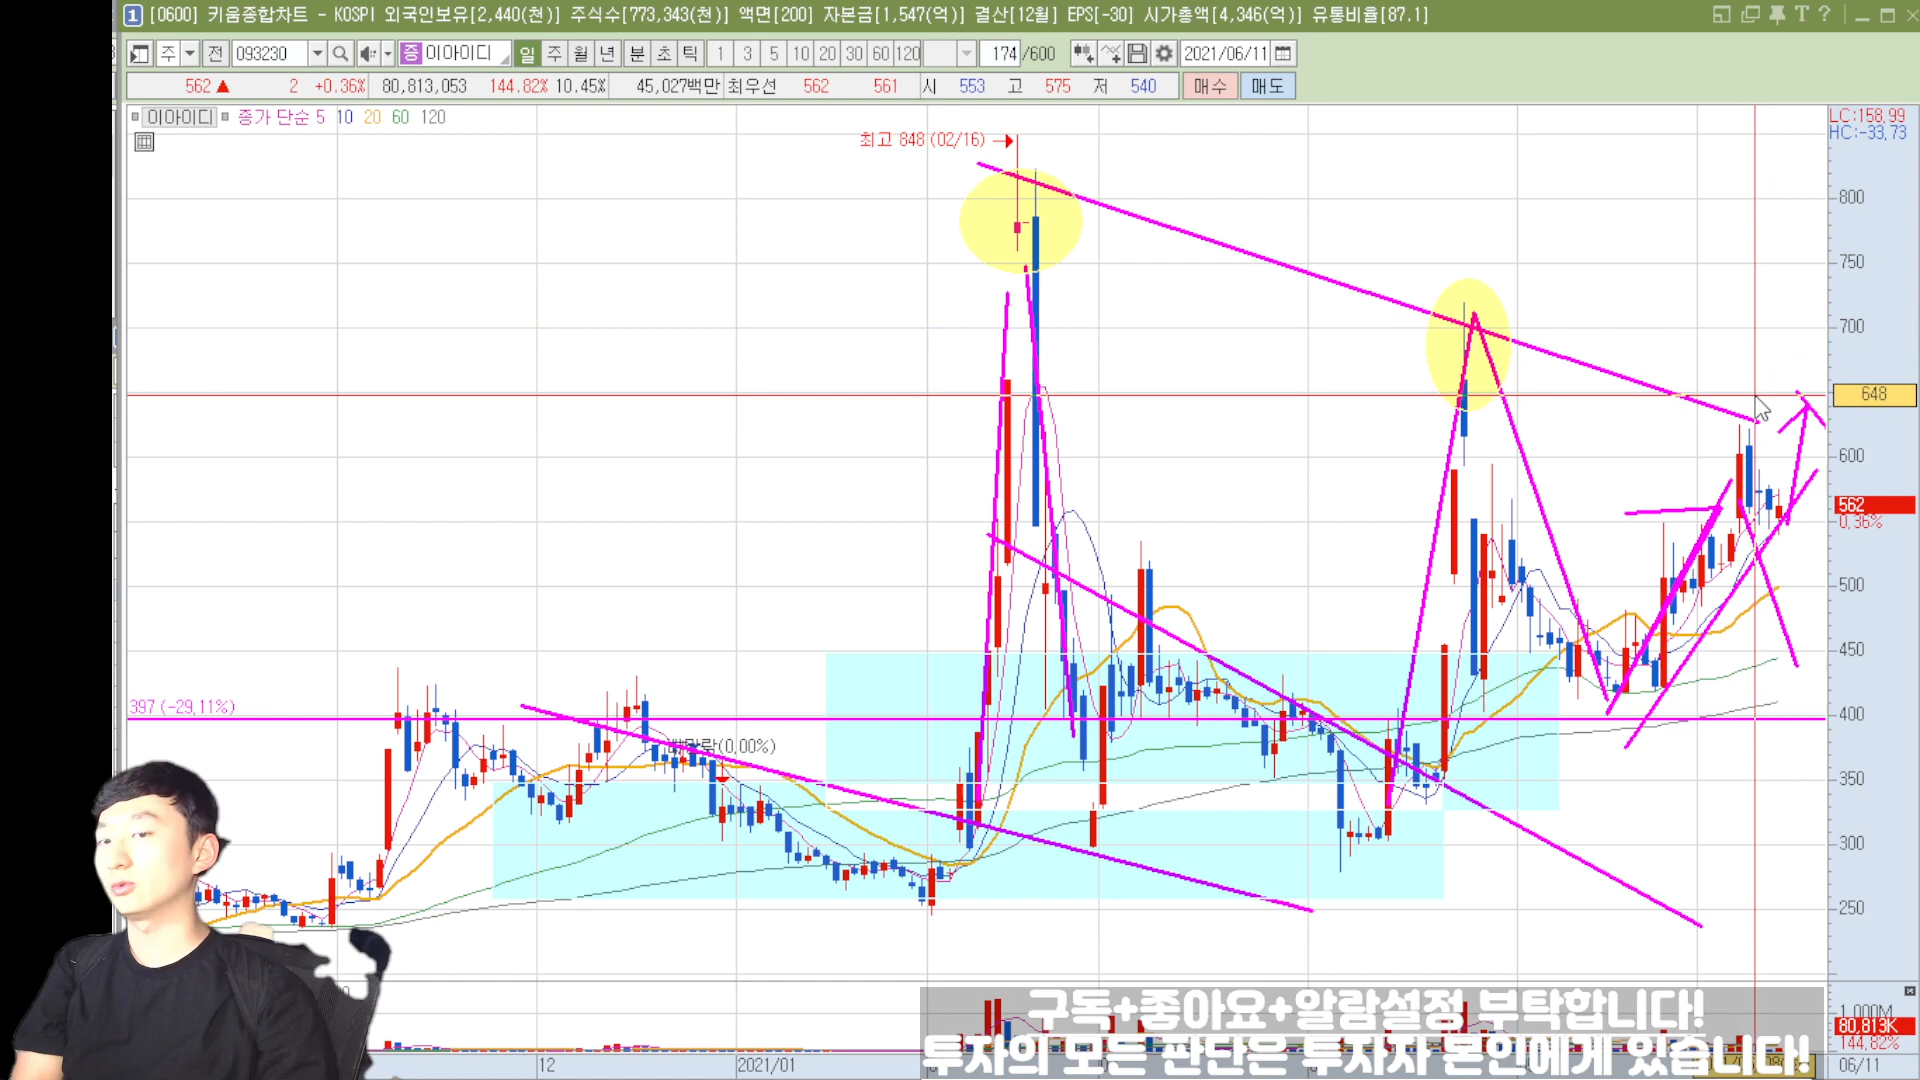 1 [0600] 키움종합차트 - KOSPI 외국인보유[2,440(천)] 주식수[773,343(천)] 액면[200] 자본금[1,547(억)] 결산[12월] EPS[-30] 시가총액[4,346(억)] 유통비율[87.1]
주 전 093230 증 이아이디 일 주 월 년 분 초 틱 1 3 5 10 20 30 60 120 174 /600 2021/06/11
562 ▲ 2 +0.36% 80,813,053 144.82% 10.45% 45,027백만 최우선 562 561 시 553 고 575 저 540 매수 매도
이아이디 종가 단순 5 10 20 60 120
LC:158.99
HC:-33.73
최고 848 (02/16)
800
750
700
648
600
562
0.36%
500
450
400
397 (-29.11%)
(0.00%)
350
300
250
1,000M
80,813K
144.82%
구독+좋아요+알람설정 부탁합니다!
투자의 모든 판단은 투자자 본인에게 있습니다!
12
2021/01
06/11